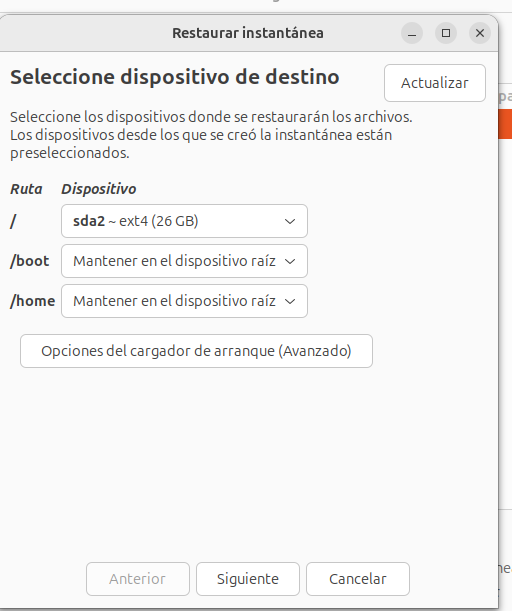 Restaurar instantánea
Seleccione dispositivo de destino
Actualizar
Seleccione los dispositivos donde se restaurarán los archivos.
Los dispositivos desde los que se creó la instantánea están
preseleccionados.
Ruta Dispositivo
/ sda2 ~ ext4 (26 GB)
/boot Mantener en el dispositivo raíz
/home Mantener en el dispositivo raíz
Opciones del cargador de arranque (Avanzado)
Anterior Siguiente Cancelar